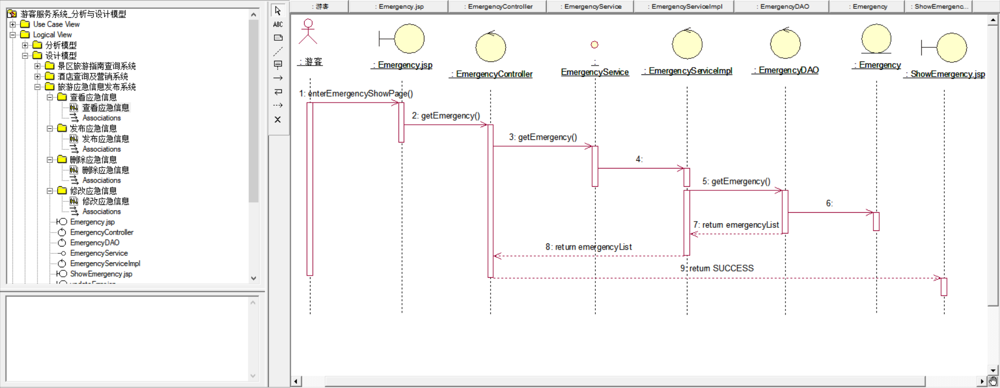 游客服务系统_分析与设计模型
Use Case View
Logical View
分析模型
设计模型
景区旅游指南查询系统
酒店查询及营销系统
旅游应急信息发布系统
查看应急信息
查看应急信息
Associations
发布应急信息
发布应急信息
Associations
删除应急信息
删除应急信息
Associations
修改应急信息
修改应急信息
Associations
Emergency.jsp
EmergencyController
EmergencyDAO
EmergencyService
EmergencyServiceImpl
ShowEmergency.jsp
ABC
: 游客
: Emergency.jsp
: EmergencyController
: EmergencyService
: EmergencyServiceImpl
: EmergencyDAO
: Emergency
: ShowEmergenc...
: 游客
: Emergency.jsp
: EmergencyController
:
EmergencyService
: EmergencyServiceImpl
: EmergencyDAO
: Emergency
: ShowEmergency.jsp
1: enterEmergencyShowPage()
2: getEmergency()
3: getEmergency()
4:
5: getEmergency()
6:
7: return emergencyList
8: return emergencyList
9: return SUCCESS